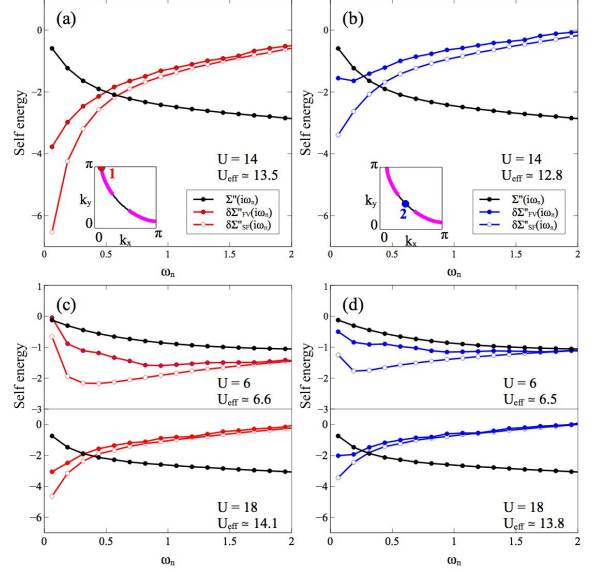 (a)
(b)
0
-2
-4
-6
Self energy
Self energy
U = 14
U_eff ≃ 13.5
U = 14
U_eff ≃ 12.8
π
1
k_y
0
0
k_x
π
π
2
k_y
0
0
k_x
π
Σ''(iω_n)
δΣ''_FV(iω_n)
δΣ''_SF(iω_n)
Σ''(iω_n)
δΣ''_FV(iω_n)
δΣ''_SF(iω_n)
0 0.5 1 1.5 2
0.5 1 1.5 2
ω_n
ω_n
(c)
(d)
1
0
-1
-2
-3
Self energy
Self energy
U = 6
U_eff ≃ 6.6
U = 6
U_eff ≃ 6.5
0
-2
-4
-6
U = 18
U_eff ≃ 14.1
U = 18
U_eff ≃ 13.8
0 0.5 1 1.5 2
0 0.5 1 1.5 2
ω_n
ω_n